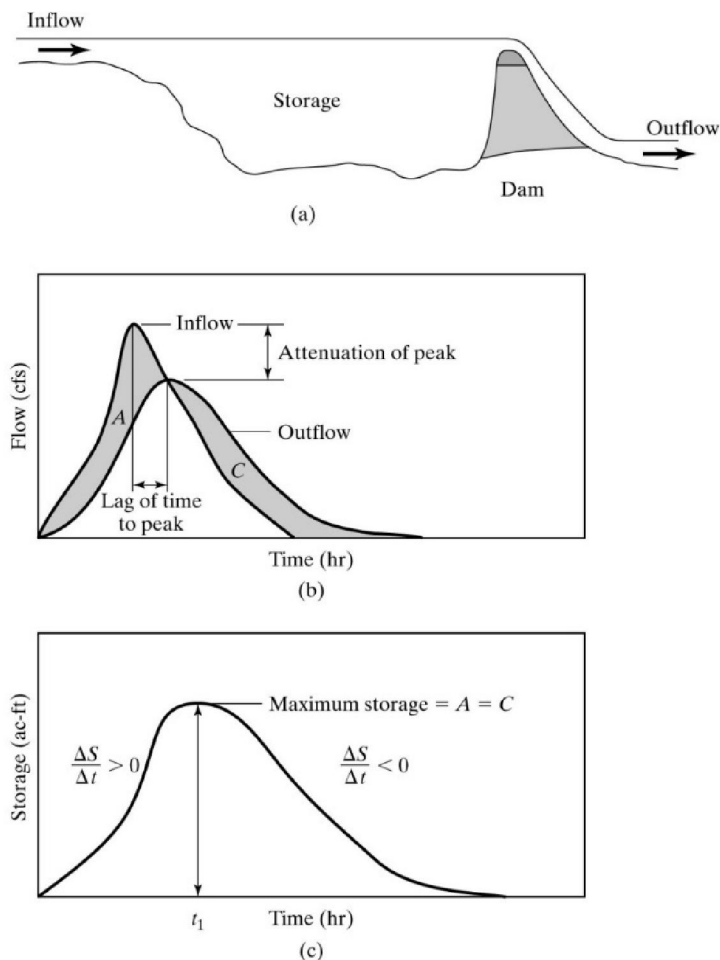 Inflow
Storage
Outflow
Dam
(a)
Flow (cfs)
Inflow
Attenuation of peak
A
Outflow
C
Lag of time
to peak
Time (hr)
(b)
Storage (ac-ft)
Maximum storage = A = C
ΔS/Δt > 0
ΔS/Δt < 0
t₁
Time (hr)
(c)